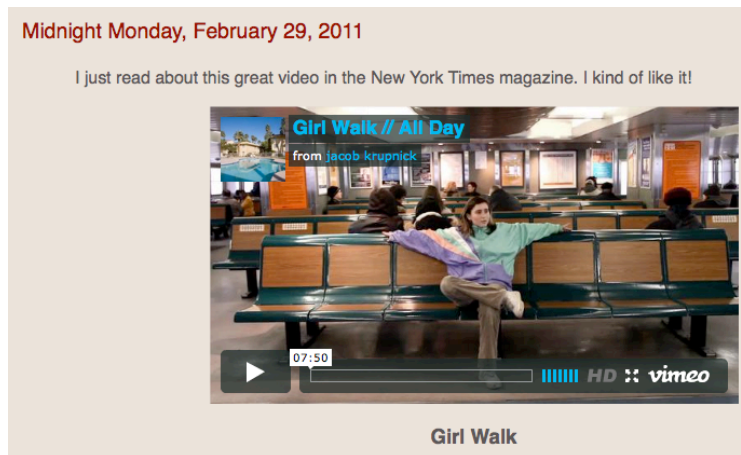 Midnight Monday, February 29, 2011
I just read about this great video in the New York Times magazine. I kind of like it!
Girl Walk // All Day
from jacob krupnick
07:50
HD vimeo
Girl Walk